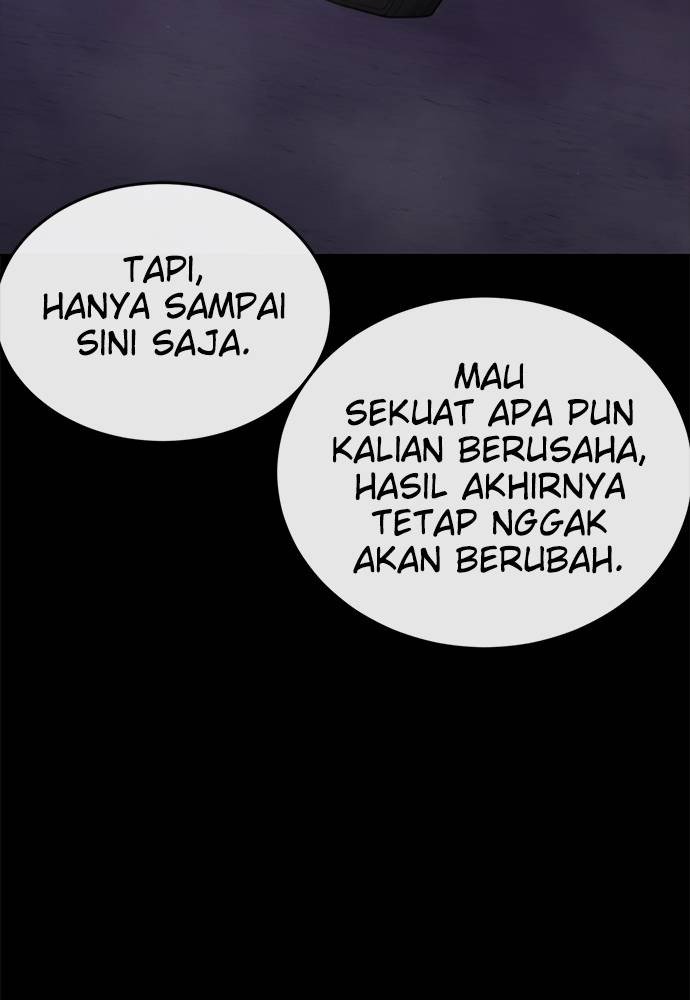 TAPI,
HANYA SAMPAI
SINI SAJA.
MAU
SEKUAT APA PUN
KALIAN BERUSAHA,
HASIL AKHIRNYA
TETAP NGGAK
AKAN BERUBAH.